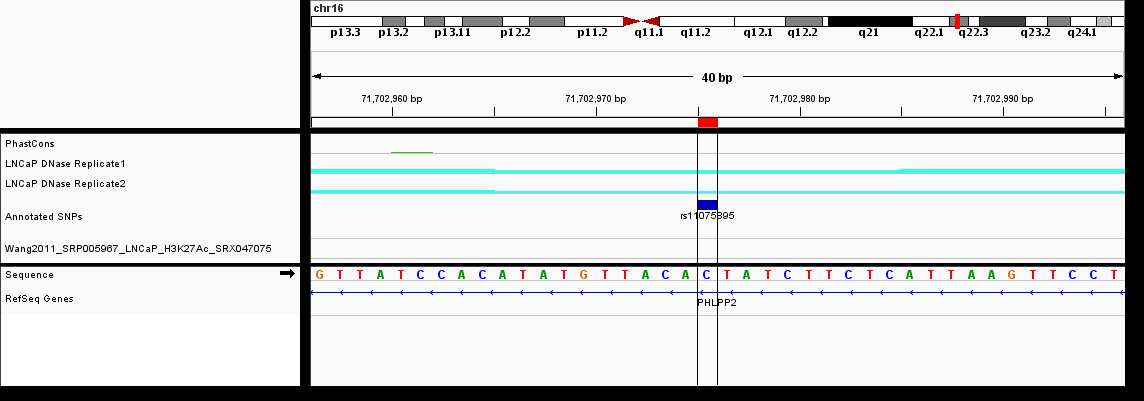 chr16
p13.3 p13.2 p13.11 p12.2 p11.2 q11.1 q11.2 q12.1 q12.2 q21 q22.1 q22.3 q23.2 q24.1
40 bp
71,702,960 bp 71,702,970 bp 71,702,980 bp 71,702,990 bp
PhastCons
LNCaP DNase Replicate1
LNCaP DNase Replicate2
Annotated SNPs rs11075895
Wang2011_SRP005967_LNCaP_H3K27Ac_SRX047075
Sequence G T T A T C C A C A T A T G T T A C A C T A T C T T C T C A T T A A G T T C C T
RefSeq Genes PHLPP2